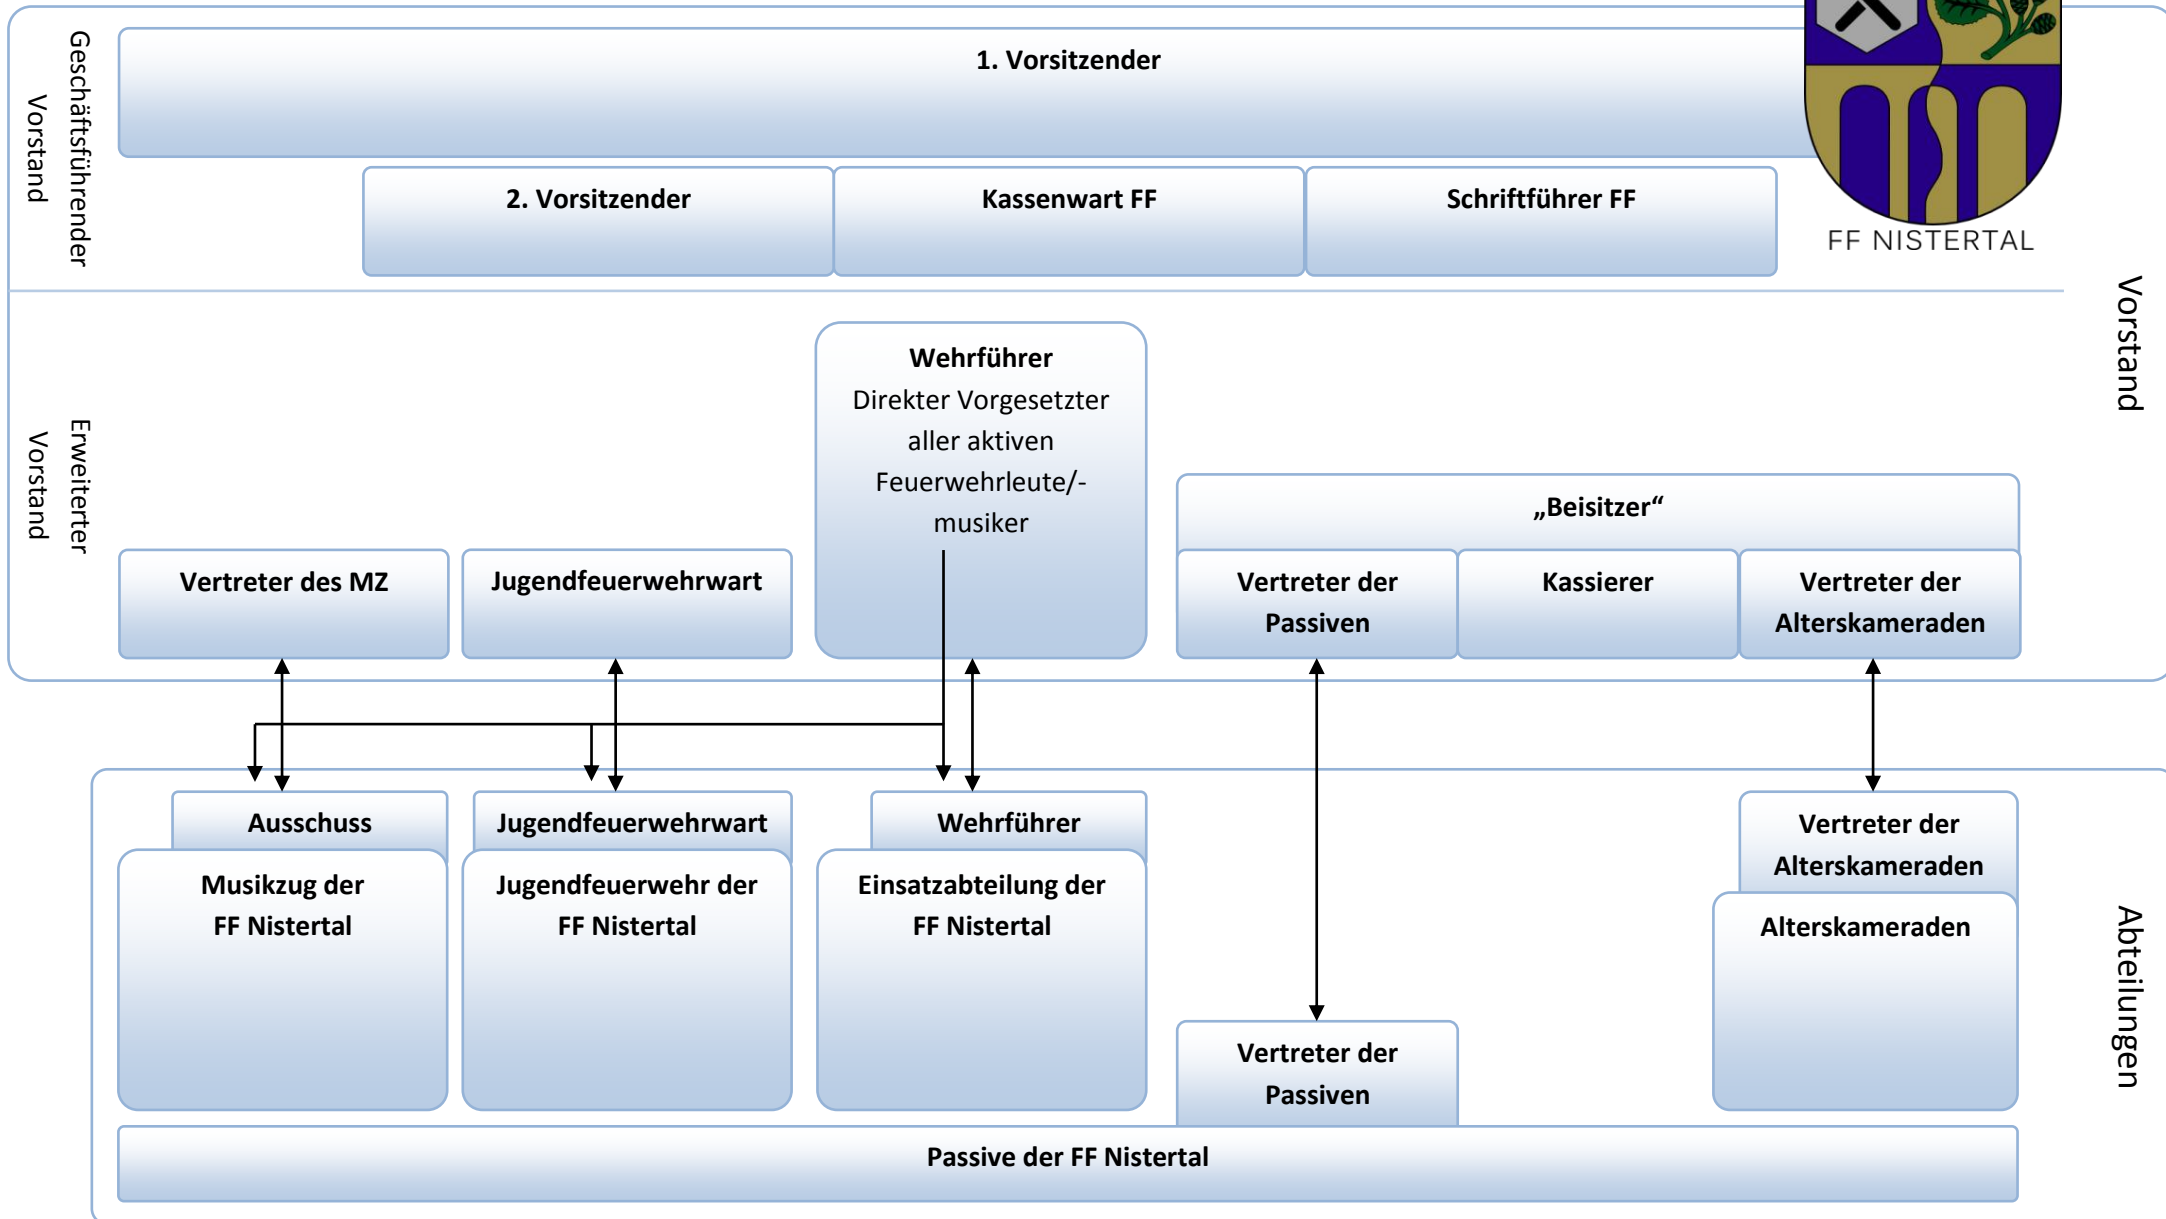 Geschäftsführender
Vorstand
1. Vorsitzender
2. Vorsitzender
Kassenwart FF
Schriftführer FF
FF NISTERTAL
Vorstand
Erweiterter
Vorstand
Wehrführer
Direkter Vorgesetzter
aller aktiven
Feuerwehrleute/-
musiker
„Beisitzer“
Vertreter des MZ
Jugendfeuerwehrwart
Vertreter der
Passiven
Kassierer
Vertreter der
Alterskameraden
Ausschuss
Musikzug der
FF Nistertal
Jugendfeuerwehrwart
Jugendfeuerwehr der
FF Nistertal
Wehrführer
Einsatzabteilung der
FF Nistertal
Vertreter der
Passiven
Vertreter der
Alterskameraden
Alterskameraden
Abteilungen
Passive der FF Nistertal